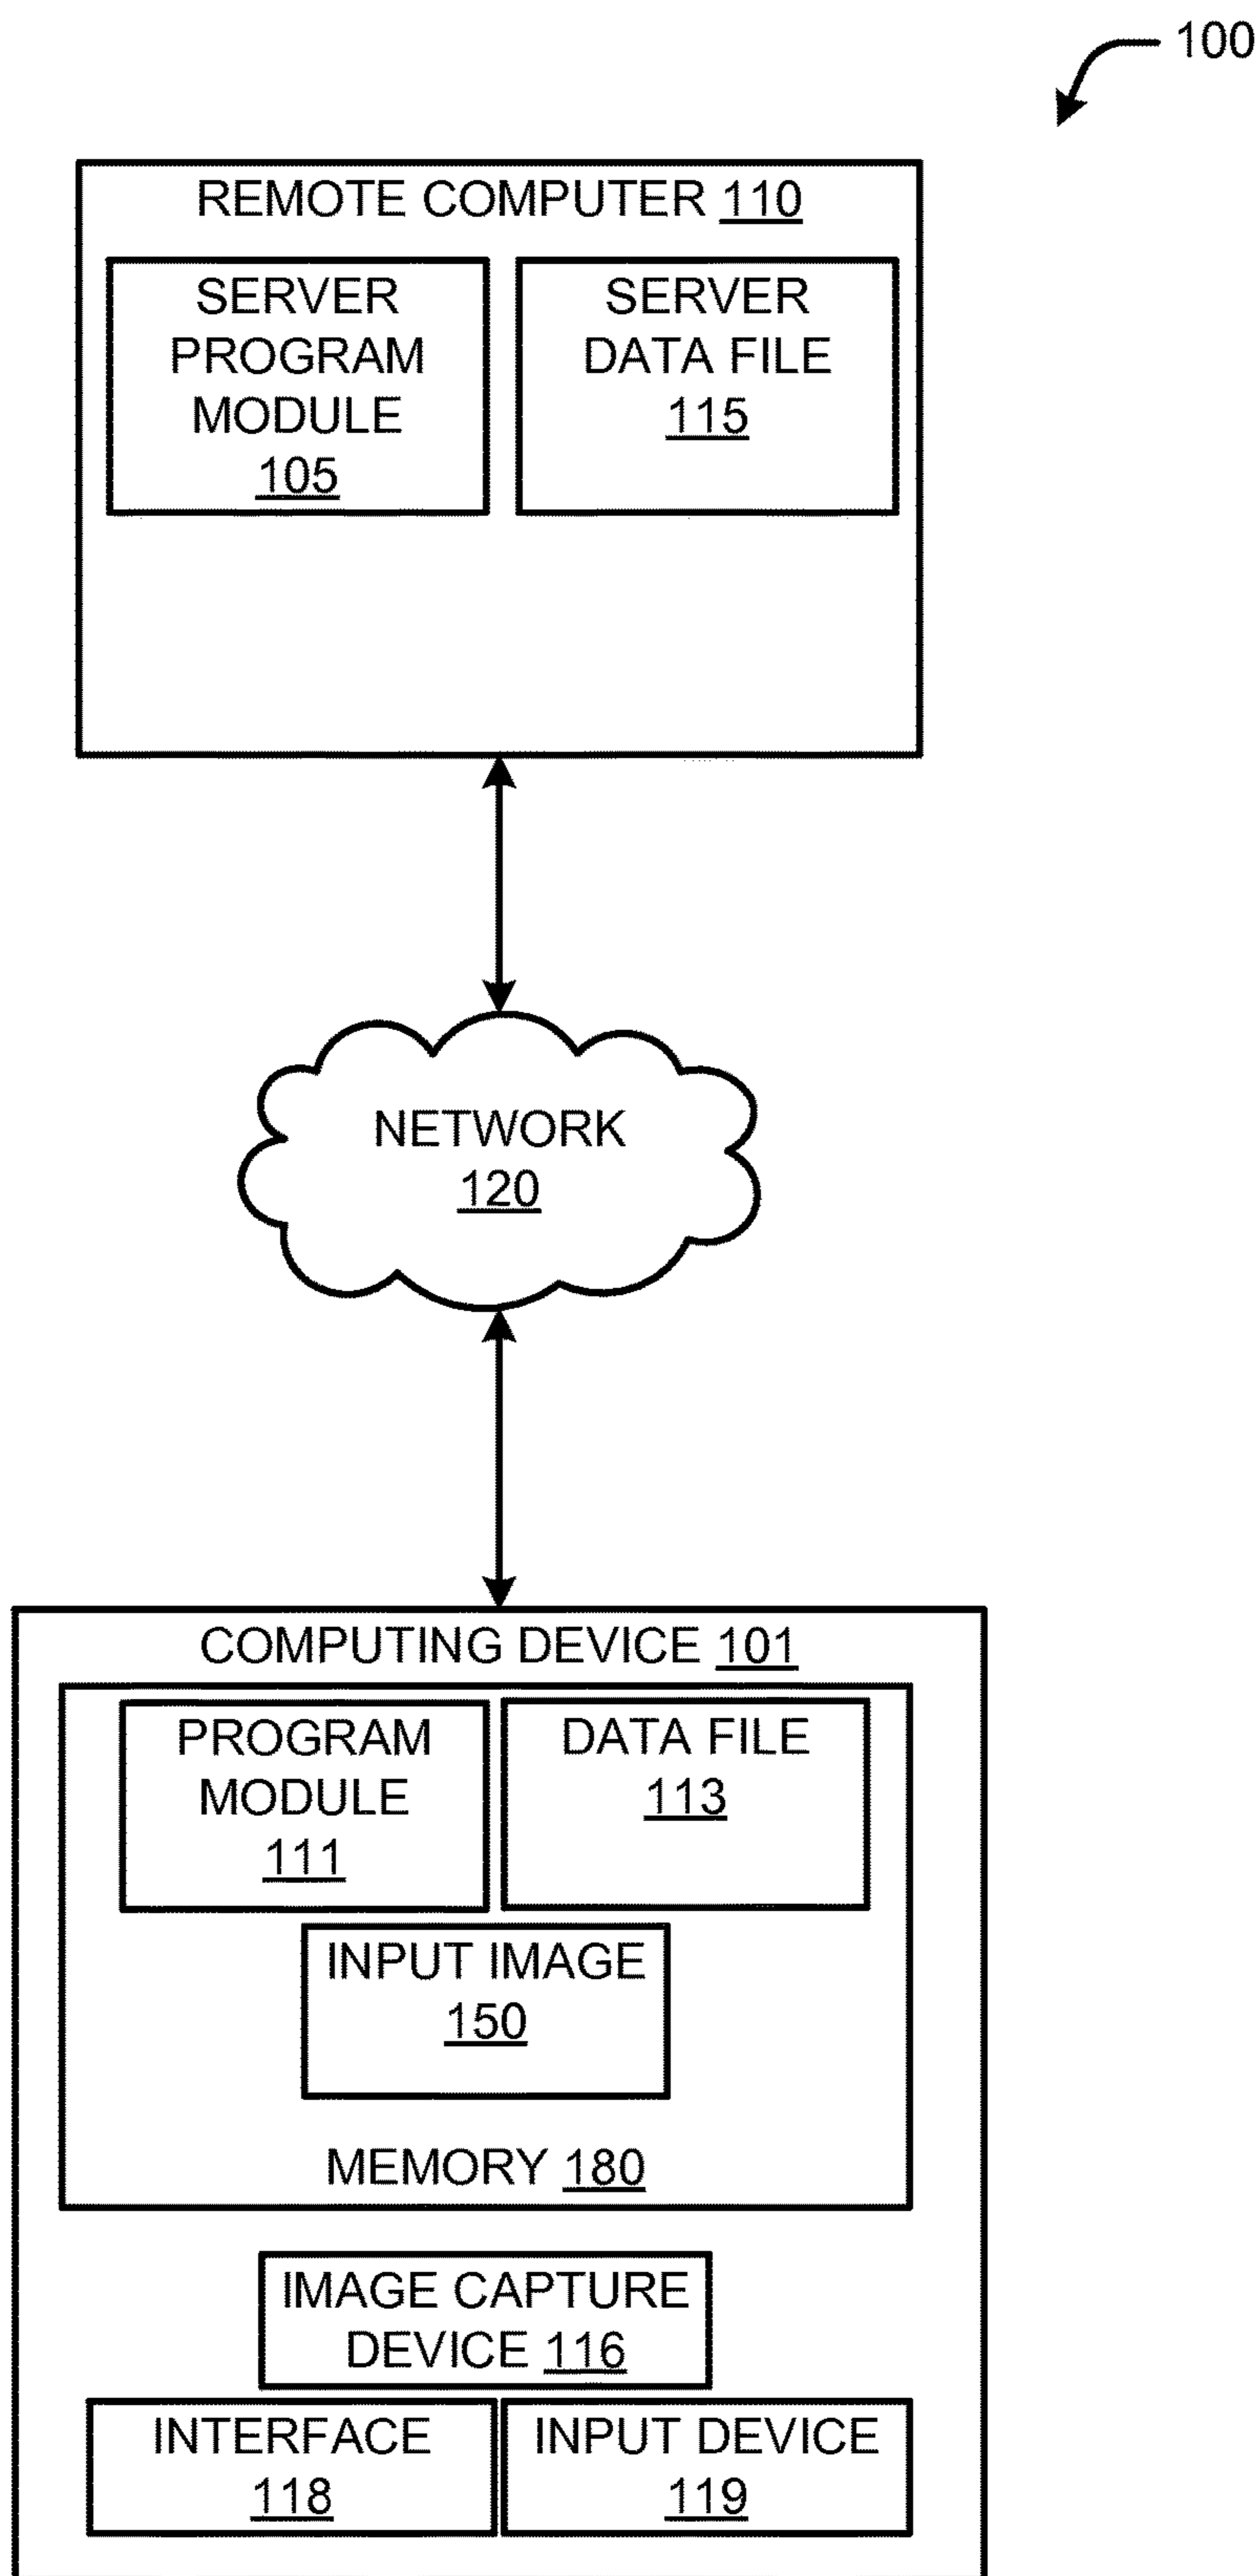 100
REMOTE COMPUTER 110
SERVER
PROGRAM
MODULE
105
SERVER
DATA FILE
115
NETWORK
120
COMPUTING DEVICE 101
PROGRAM
MODULE
111
DATA FILE
113
INPUT IMAGE
150
MEMORY 180
IMAGE CAPTURE
DEVICE 116
INTERFACE
118
INPUT DEVICE
119